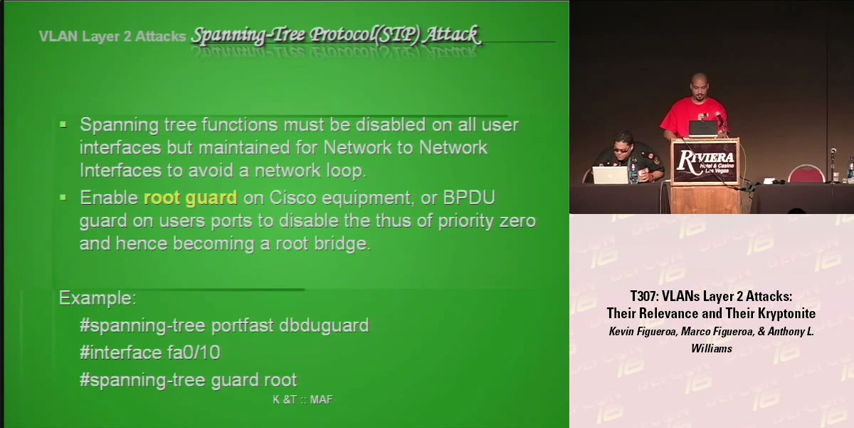 VLAN Layer 2 Attacks Spanning-Tree Protocol(STP) Attack
Spanning tree functions must be disabled on all user
interfaces but maintained for Network to Network
Interfaces to avoid a network loop.
Enable root guard on Cisco equipment, or BPDU
guard on users ports to disable the thus of priority zero
and hence becoming a root bridge.
Example:
#spanning-tree portfast dbduguard
#interface fa0/10
#spanning-tree guard root
K &T :: MAF
RIVIERA
Hotel & Casino
Las Vegas
T307: VLANs Layer 2 Attacks:
Their Relevance and Their Kryptonite
Kevin Figueroa, Marco Figueroa, & Anthony L.
Williams